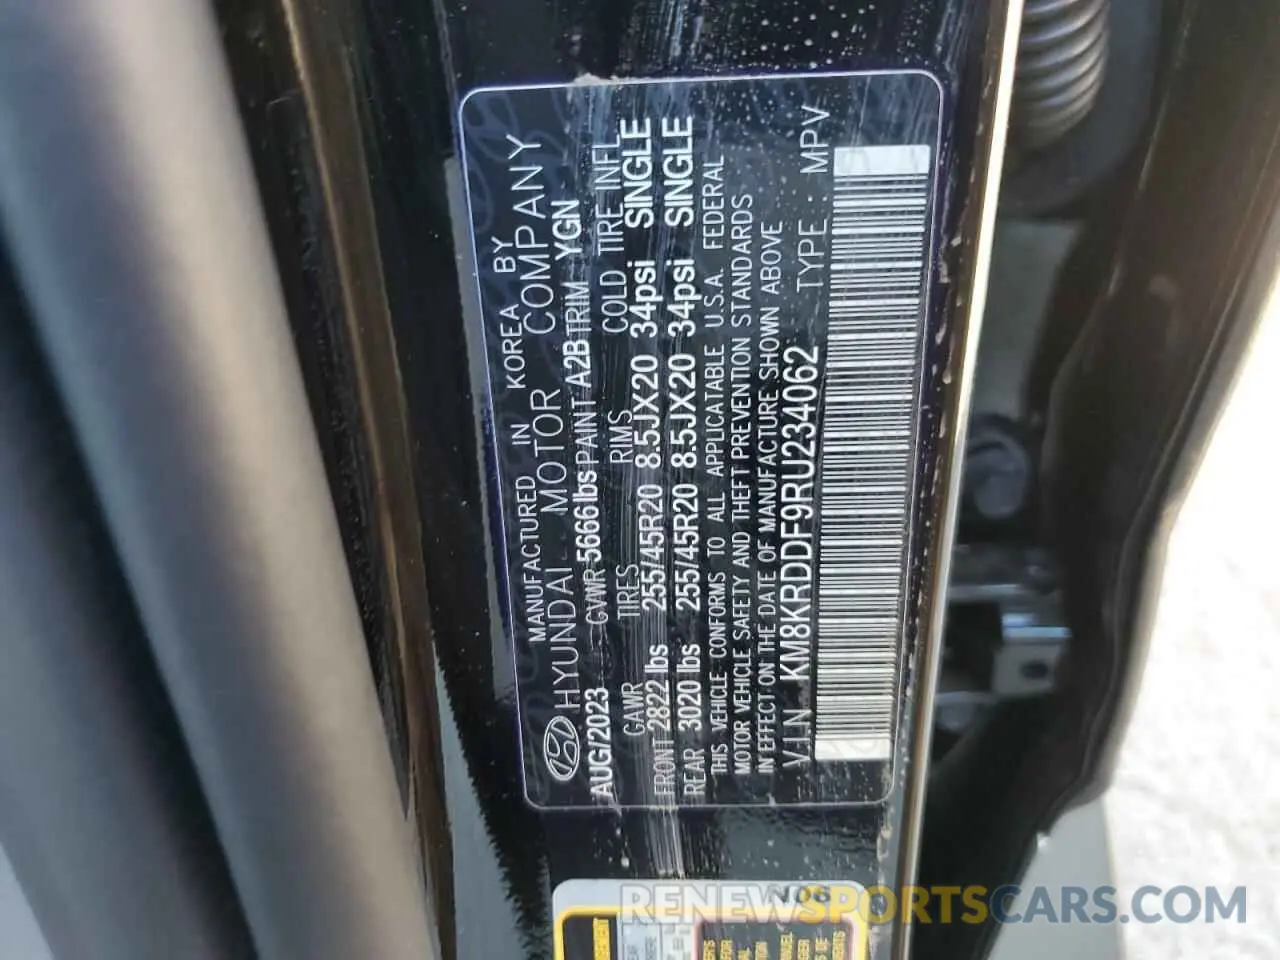 MANUFACTURED IN KOREA BY
HYUNDAI MOTOR COMPANY
AUG/2023 GVWR 5666lbs PAINT A2B TRIM YGN
GAWR TIRES RIMS COLD TIRE INFL
FRONT 2822 lbs 255/45R20 8.5JX20 34psi SINGLE
REAR 3020 lbs 255/45R20 8.5JX20 34psi SINGLE
THIS VEHICLE CONFORMS TO ALL APPLICATABLE U.S.A. FEDERAL
MOTOR VEHICLE SAFETY AND THEFT PREVENTION STANDARDS
IN EFFECT ON THE DATE OF MANUFACTURE SHOWN ABOVE
V.I.N KM8KRDDF9RU234062 TYPE : MPV
RENEWSPORTSCARS.COM